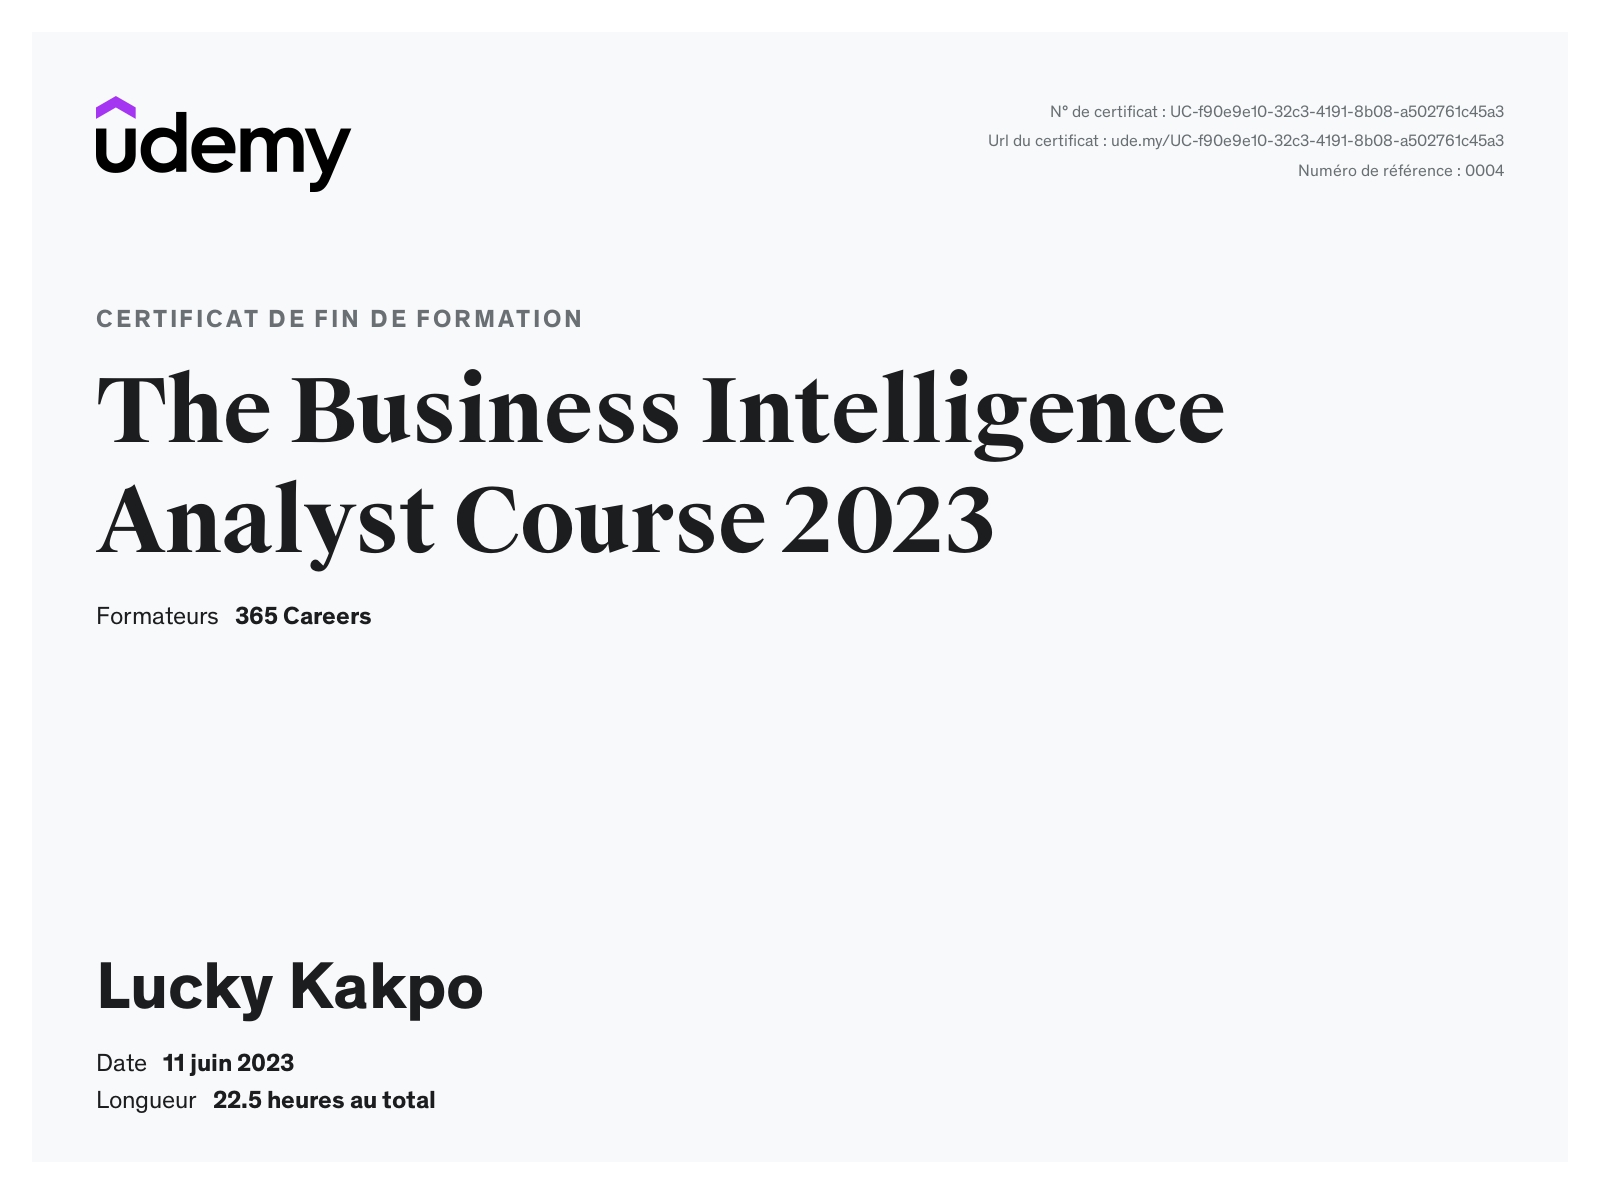 udemy
N° de certificat : UC-f90e9e10-32c3-4191-8b08-a502761c45a3
Url du certificat : ude.my/UC-f90e9e10-32c3-4191-8b08-a502761c45a3
Numéro de référence : 0004
CERTIFICAT DE FIN DE FORMATION
The Business Intelligence
Analyst Course 2023
Formateurs 365 Careers
Lucky Kakpo
Date 11 juin 2023
Longueur 22.5 heures au total